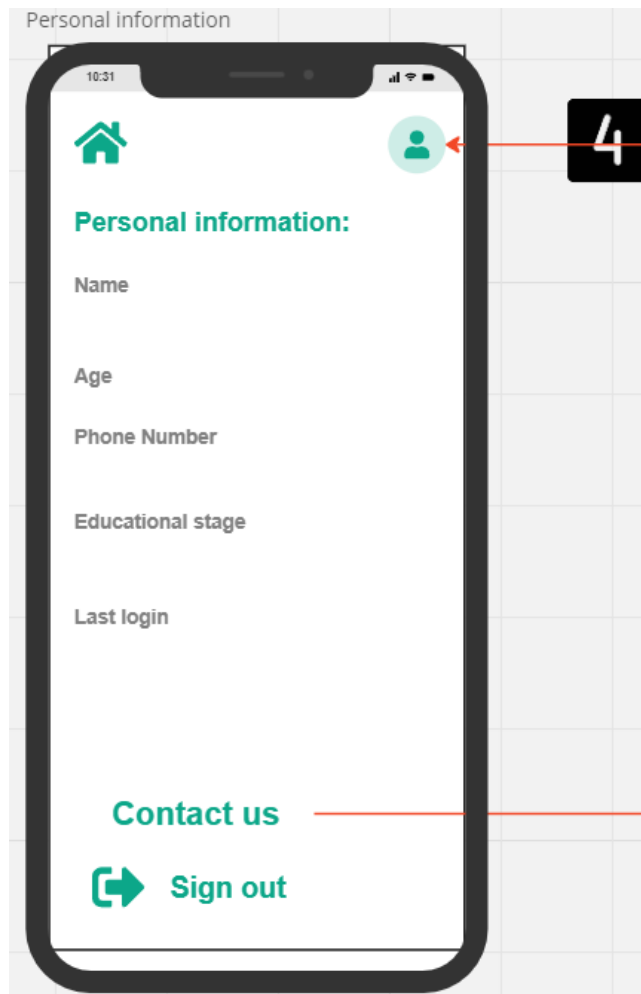 Personal information
10:31
4
Personal information:
Name
Age
Phone Number
Educational stage
Last login
Contact us
Sign out